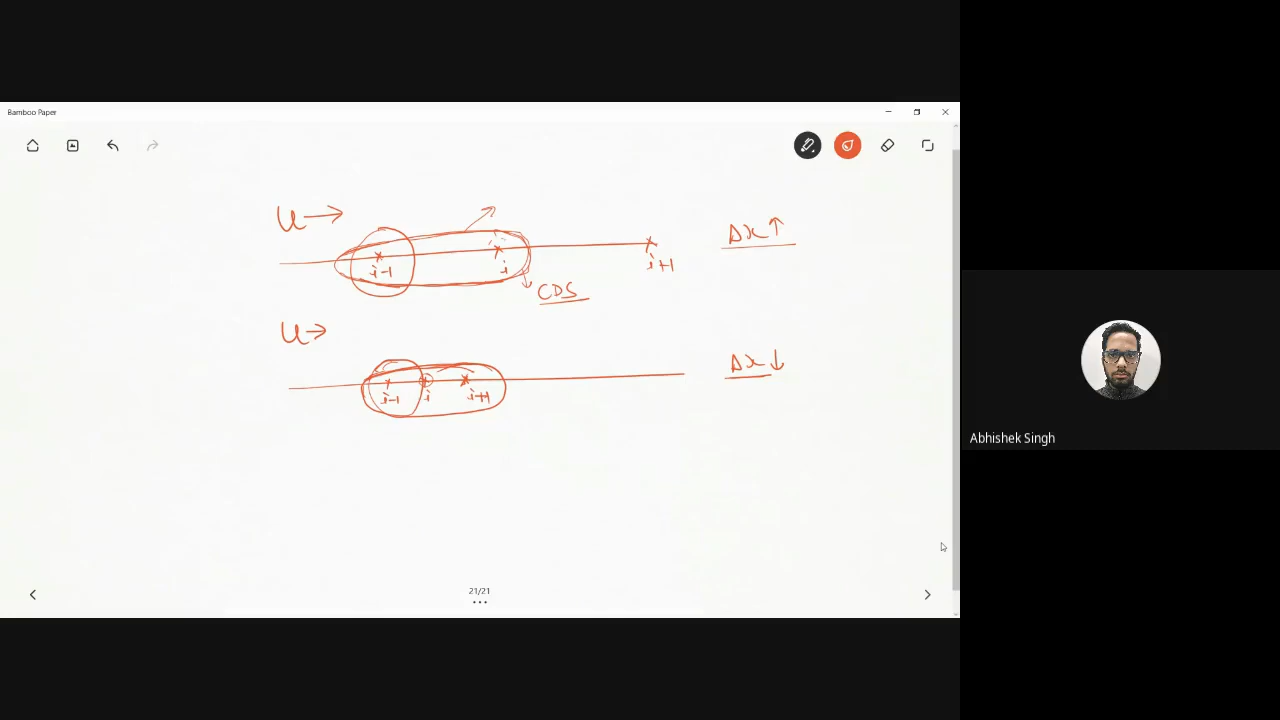 Bamboo Paper
u →
Δx ↑
i-1
i
i+1
CDS
u →
Δx ↓
i-1
i
i+1
Abhishek Singh
21/21